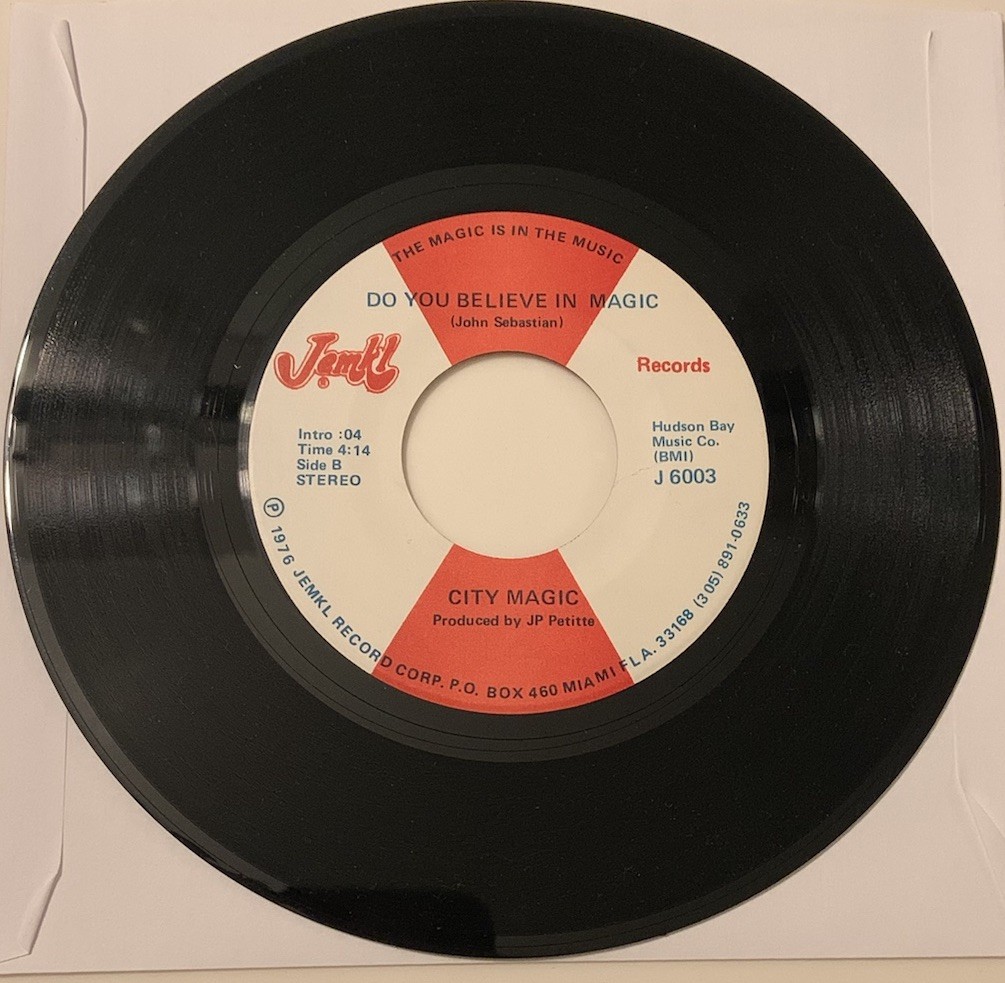 THE MAGIC IS IN THE MUSIC
DO YOU BELIEVE IN MAGIC
(John Sebastian)
Jemkl
Records
Intro :04
Time 4:14
Side B
STEREO
Hudson Bay
Music Co.
(BMI)
J 6003
CITY MAGIC
Produced by JP Petitte
Ⓟ 1976 JEMKL RECORD CORP. P.O. BOX 460 MIAMI FLA. 33168 (305) 891-0633